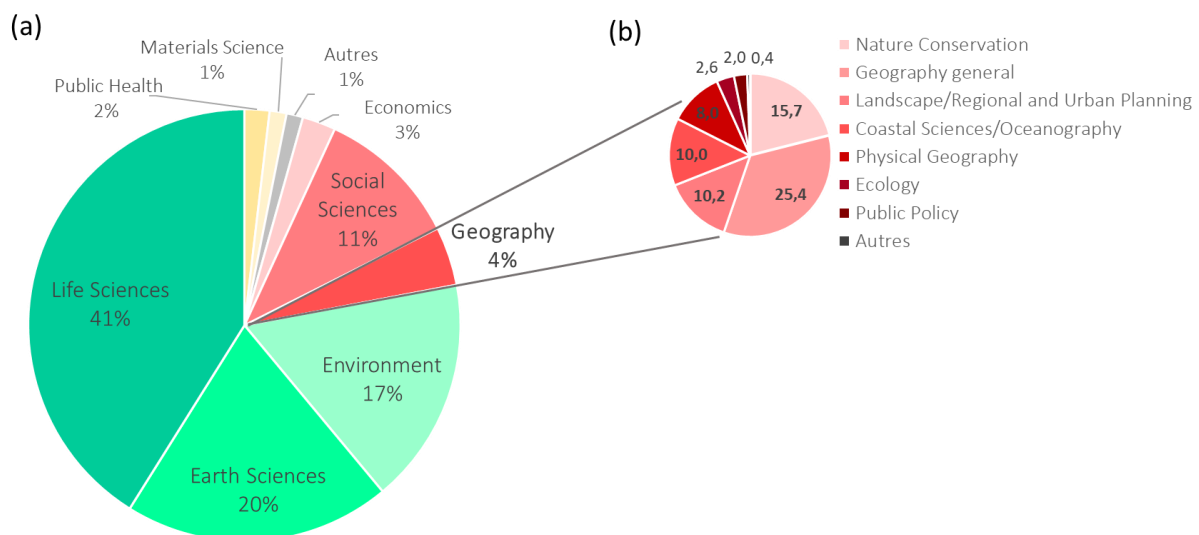 (a)
Materials Science
1%
Autres
1%
Public Health
2%
Economics
3%
Social
Sciences
11%
Geography
4%
Life Sciences
41%
Environment
17%
Earth Sciences
20%
(b)
2,6
2,0
0,4
8,0
15,7
10,0
10,2
25,4
Nature Conservation
Geography general
Landscape/Regional and Urban Planning
Coastal Sciences/Oceanography
Physical Geography
Ecology
Public Policy
Autres